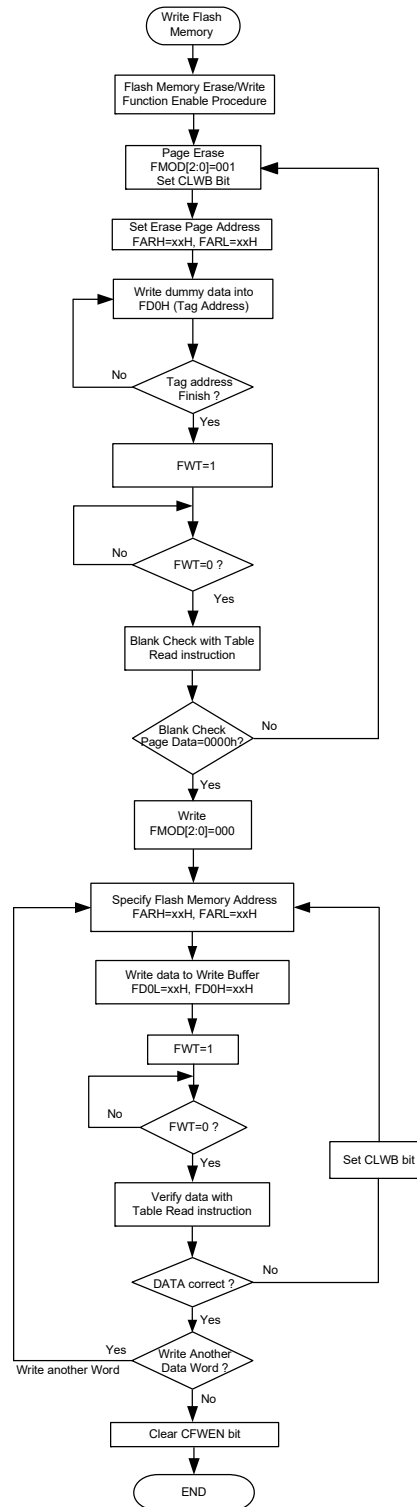 Write Flash
Memory
Flash Memory Erase/Write
Function Enable Procedure
Page Erase
FMOD[2:0]=001
Set CLWB Bit
Set Erase Page Address
FARH=xxH, FARL=xxH
Write dummy data into
FD0H (Tag Address)
No
Tag address
Finish ?
Yes
FWT=1
No
FWT=0 ?
Yes
Blank Check with Table
Read instruction
Blank Check
Page Data=0000h?
No
Yes
Write
FMOD[2:0]=000
Specify Flash Memory Address
FARH=xxH, FARL=xxH
Write data to Write Buffer
FD0L=xxH, FD0H=xxH
FWT=1
No
FWT=0 ?
Yes
Set CLWB bit
Verify data with
Table Read instruction
DATA correct ?
No
Yes
Yes
Write another Word
Write Another
Data Word ?
No
Clear CFWEN bit
END